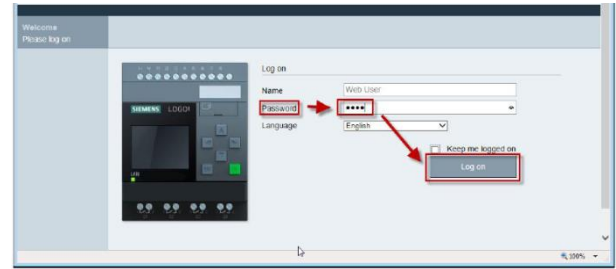 Welcome
Please log on
Log on
Name
Web User
SIEMENS LOGO!
Password
••••
Language
English
Keep me logged on
Log on
100%